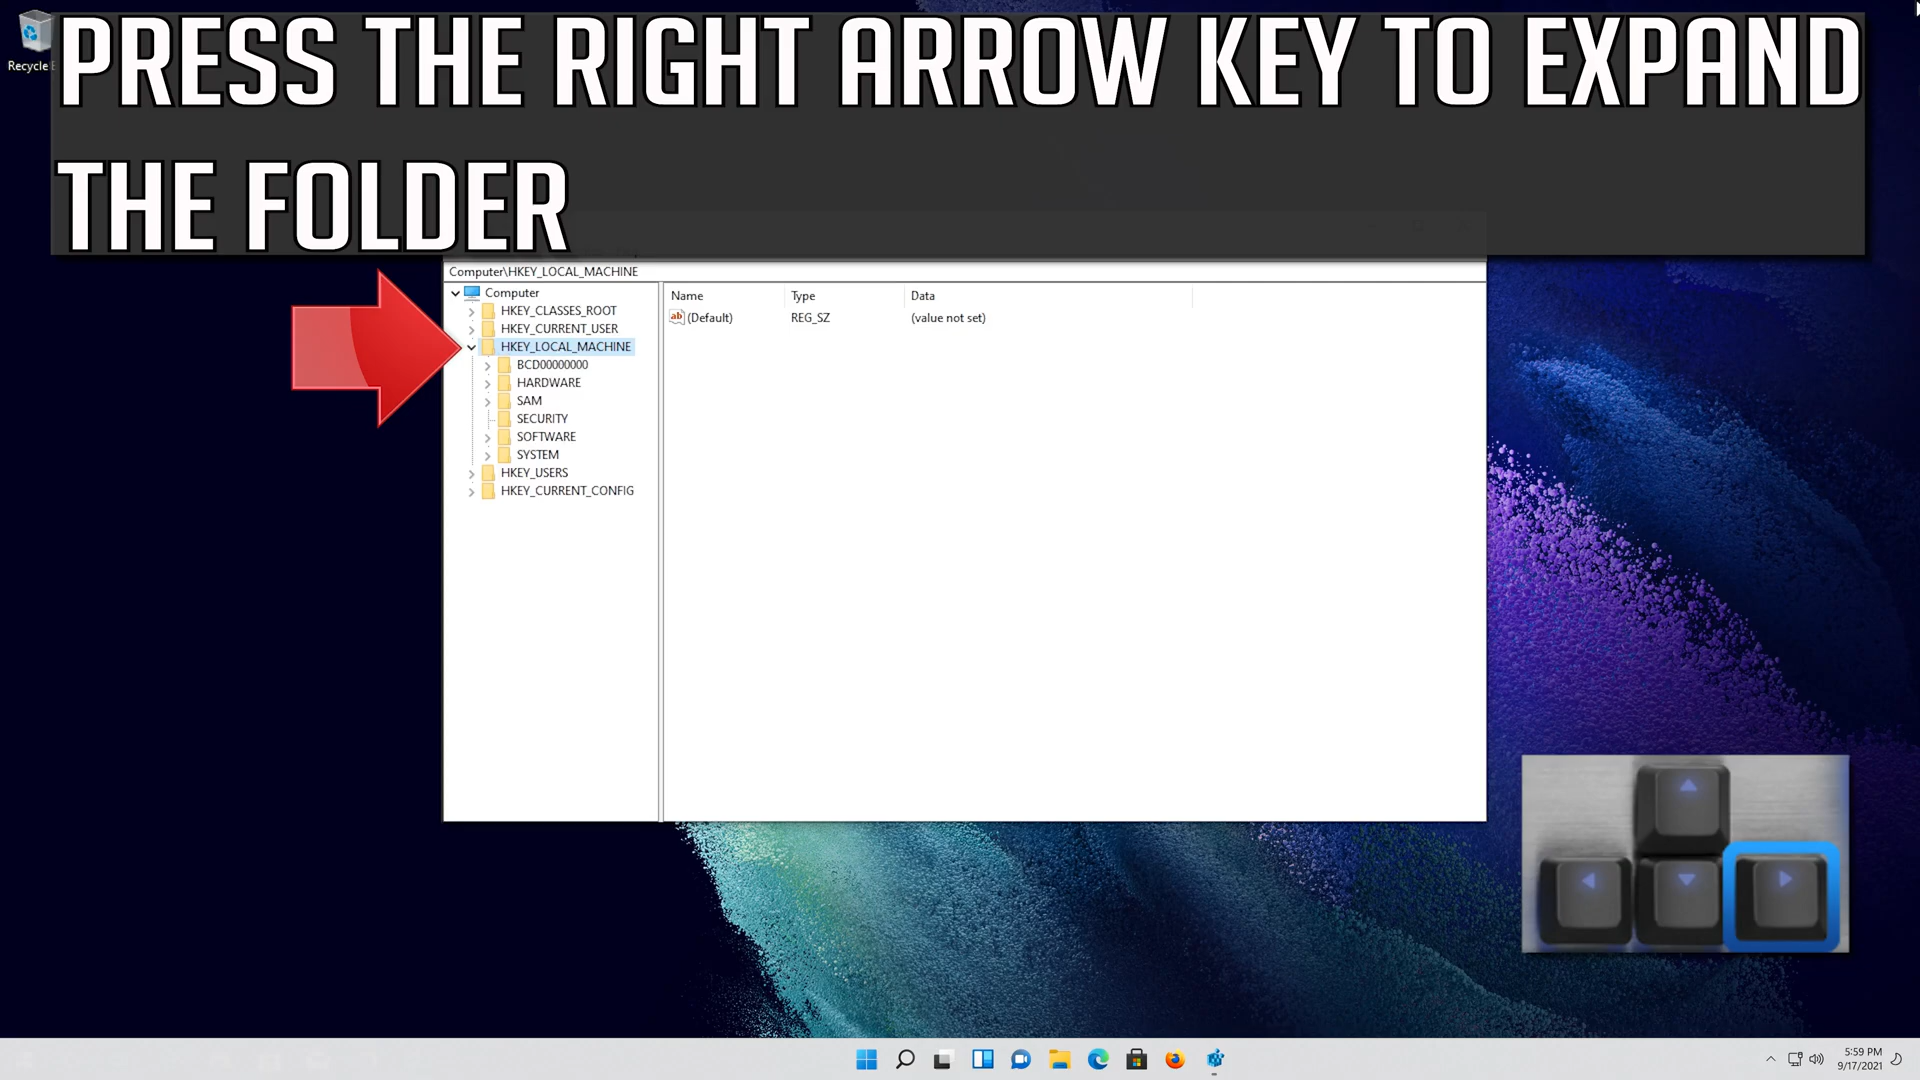 PRESS THE RIGHT ARROW KEY TO EXPAND
THE FOLDER
Recycle
Computer\HKEY_LOCAL_MACHINE
Computer
HKEY_CLASSES_ROOT
HKEY_CURRENT_USER
HKEY_LOCAL_MACHINE
BCD00000000
HARDWARE
SAM
SECURITY
SOFTWARE
SYSTEM
HKEY_USERS
HKEY_CURRENT_CONFIG
Name Type Data
(Default) REG_SZ (value not set)
5:59 PM
9/17/2021